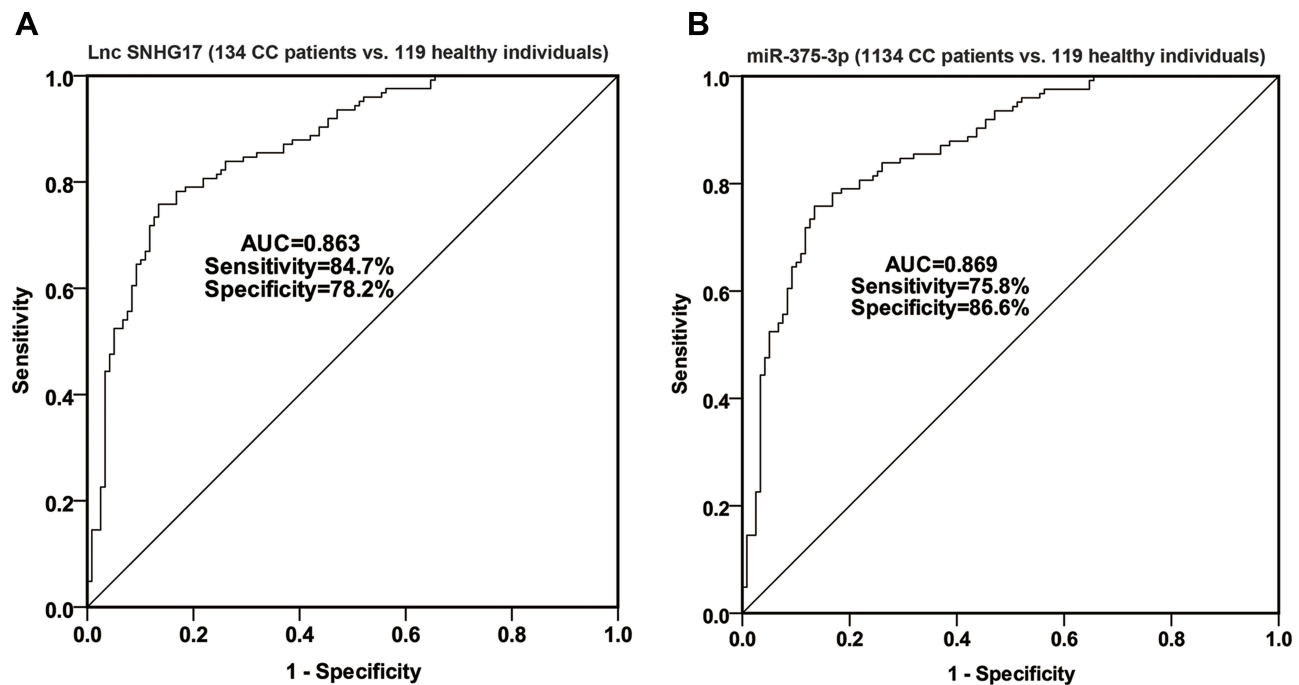 A
Lnc SNHG17 (134 CC patients vs. 119 healthy individuals)
1.0
0.8
0.6
0.4
0.2
0.0
Sensitivity
AUC=0.863
Sensitivity=84.7%
Specificity=78.2%
0.0 0.2 0.4 0.6 0.8 1.0
1 - Specificity
B
miR-375-3p (1134 CC patients vs. 119 healthy individuals)
1.0
0.8
0.6
0.4
0.2
0.0
Sensitivity
AUC=0.869
Sensitivity=75.8%
Specificity=86.6%
0.0 0.2 0.4 0.6 0.8 1.0
1 - Specificity